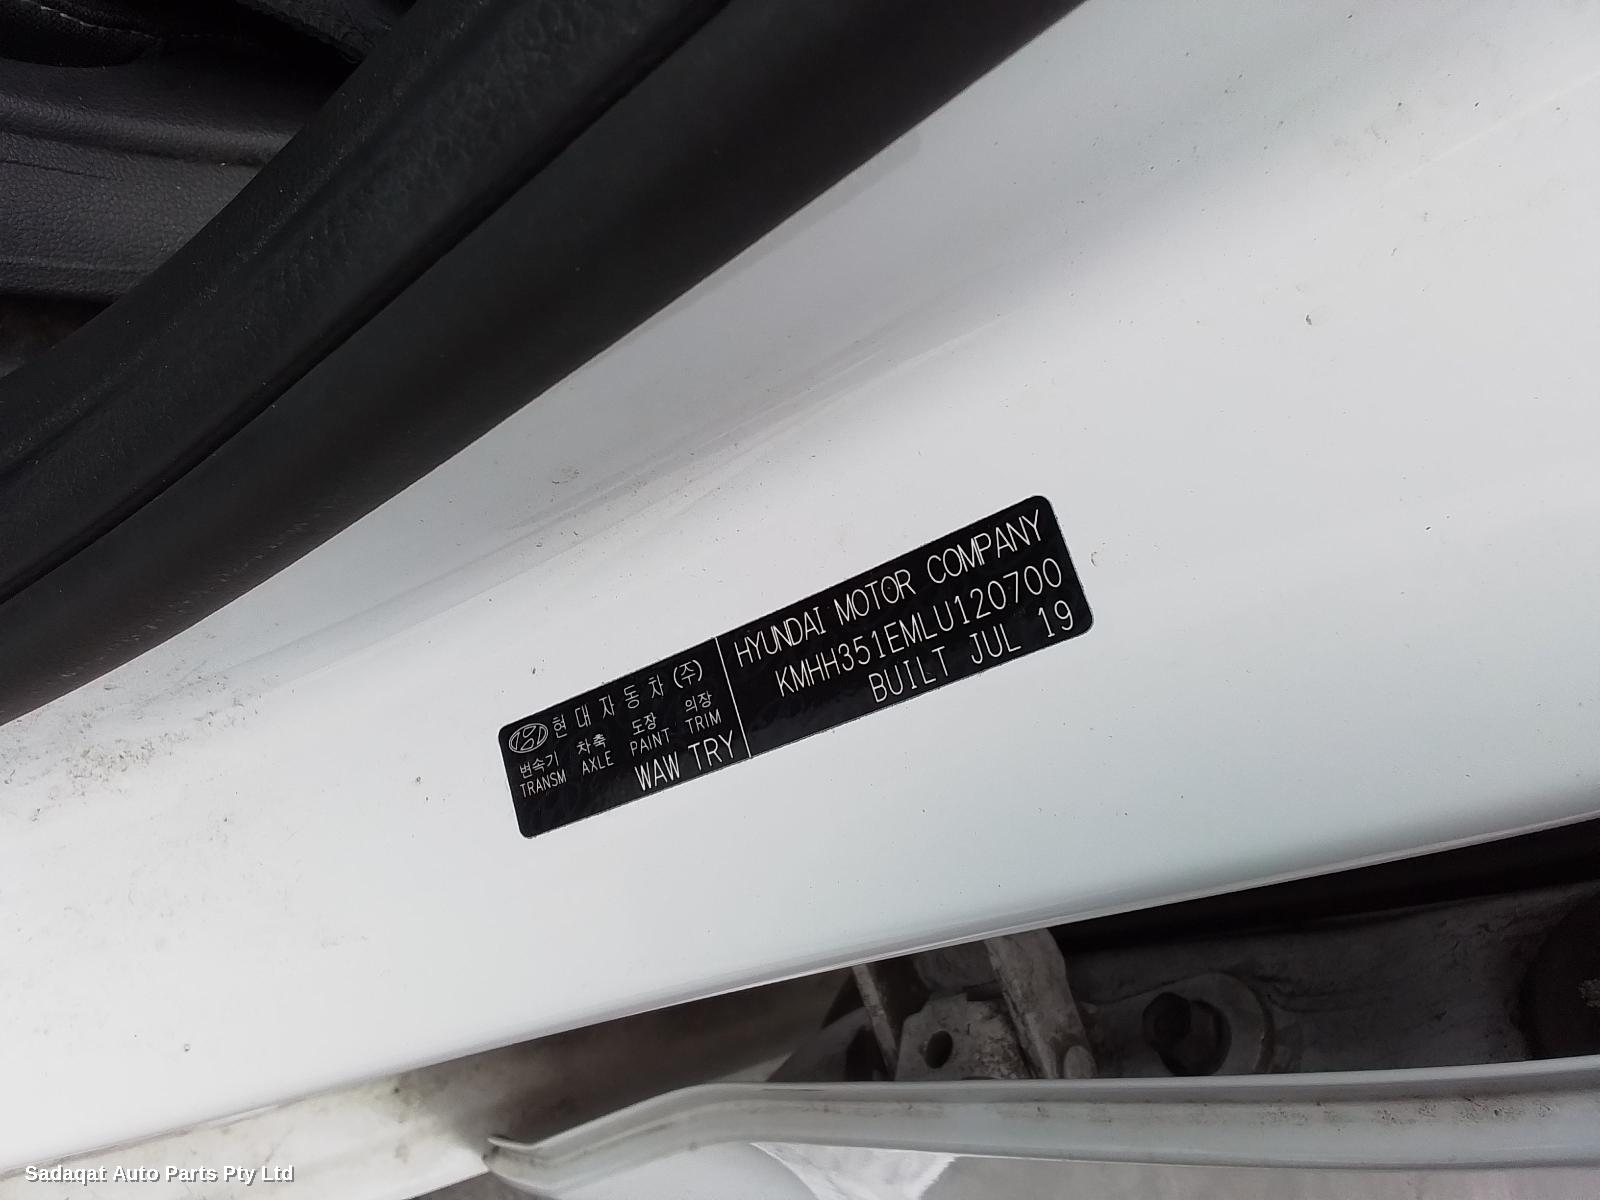 현대자동차(주)
변속기 차축 도장 의장
TRANSM AXLE PAINT TRIM
WAW TRY
HYUNDAI MOTOR COMPANY
KMHH351EMLU120700
BUILT JUL 19
Sadaqat Auto Parts Pty Ltd